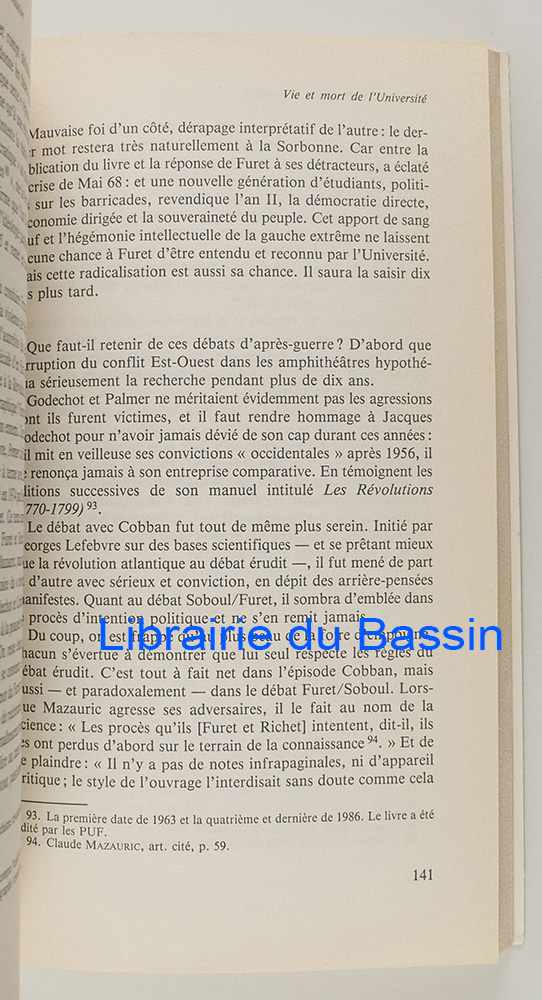 Vie et mort de l'Université
Mauvaise foi d'un côté, dérapage interprétatif de l'autre : le der-
r mot restera très naturellement à la Sorbonne. Car entre la
blication du livre et la réponse de Furet à ses détracteurs, a éclaté
crise de Mai 68 : et une nouvelle génération d'étudiants, politi-
sur les barricades, revendique l'an II, la démocratie directe,
conomie dirigée et la souveraineté du peuple. Cet apport de sang
uf et l'hégémonie intellectuelle de la gauche extrême ne laissent
cune chance à Furet d'être entendu et reconnu par l'Université.
ais cette radicalisation est aussi sa chance. Il saura la saisir dix
s plus tard.
Que faut-il retenir de ces débats d'après-guerre ? D'abord que
rruption du conflit Est-Ouest dans les amphithéâtres hypothé-
na sérieusement la recherche pendant plus de dix ans.
Godechot et Palmer ne méritaient évidemment pas les agressions
ont ils furent victimes, et il faut rendre hommage à Jacques
odechot pour n'avoir jamais dévié de son cap durant ces années :
il mit en veilleuse ses convictions « occidentales » après 1956, il
e renonça jamais à son entreprise comparative. En témoignent les
ditions successives de son manuel intitulé Les Révolutions
770-1799) 93.
Le débat avec Cobban fut tout de même plus serein. Initié par
eorges Lefebvre sur des bases scientifiques — et se prêtant mieux
ue la révolution atlantique au débat érudit —, il fut mené de part
d'autre avec sérieux et conviction, en dépit des arrière-pensées
anifestes. Quant au débat Soboul/Furet, il sombra d'emblée dans
procès d'intention politique et ne s'en remit jamais.
Du coup, on est frappé qu'au plus beau de la foire d'empoigne
hacun s'évertue à démontrer que lui seul respecte les règles du
ébat érudit. C'est tout à fait net dans l'épisode Cobban, mais
ussi — et paradoxalement — dans le débat Furet/Soboul. Lors-
ue Mazauric agresse ses adversaires, il le fait au nom de la
cience : « Les procès qu'ils [Furet et Richet] intentent, dit-il, ils
es ont perdus d'abord sur le terrain de la connaissance 94. » Et de
e plaindre : « Il n'y a pas de notes infrapaginales, ni d'appareil
ritique ; le style de l'ouvrage l'interdisait sans doute comme cela
93. La première date de 1963 et la quatrième et dernière de 1986. Le livre a été
dité par les PUF.
94. Claude MAZAURIC, art. cité, p. 59.
141
Librairie du Bassin